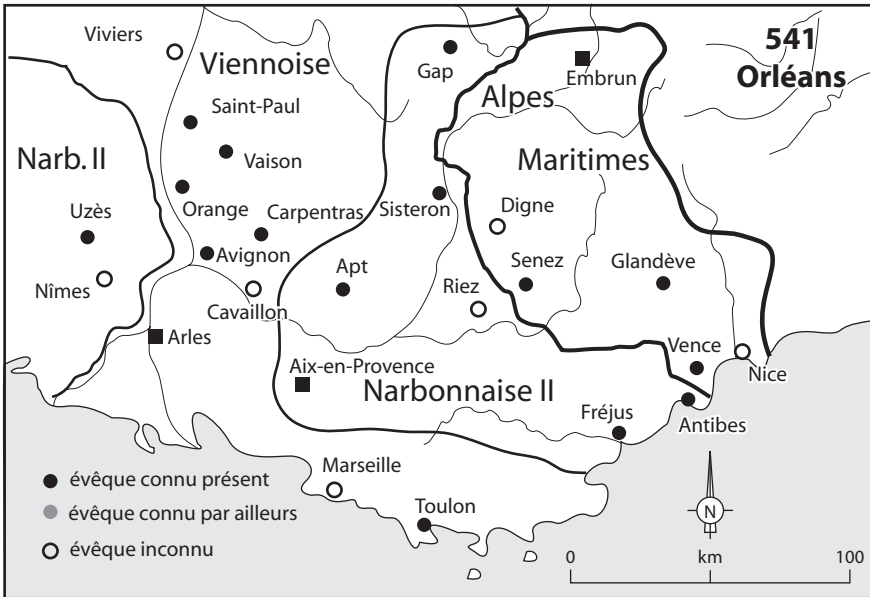 Viviers
541
Orléans
Viennoise
Gap
Embrun
Alpes
Saint-Paul
Narb. II
Vaison
Maritimes
Orange
Carpentras
Sisteron
Digne
Uzès
Avignon
Apt
Senez
Glandève
Riez
Nîmes
Cavaillon
Arles
Vence
Aix-en-Provence
Nice
Narbonnaise II
Fréjus
Antibes
Marseille
évêque connu présent
Toulon
évêque connu par ailleurs
N
évêque inconnu
0 km 100